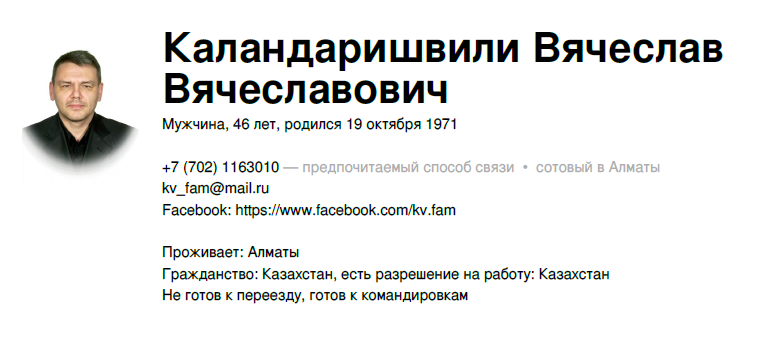 Каландаришвили Вячеслав
Вячеславович
Мужчина, 46 лет, родился 19 октября 1971
+7 (702) 1163010 — предпочитаемый способ связи • сотовый в Алматы
kv_fam@mail.ru
Facebook: https://www.facebook.com/kv.fam
Проживает: Алматы
Гражданство: Казахстан, есть разрешение на работу: Казахстан
Не готов к переезду, готов к командировкам